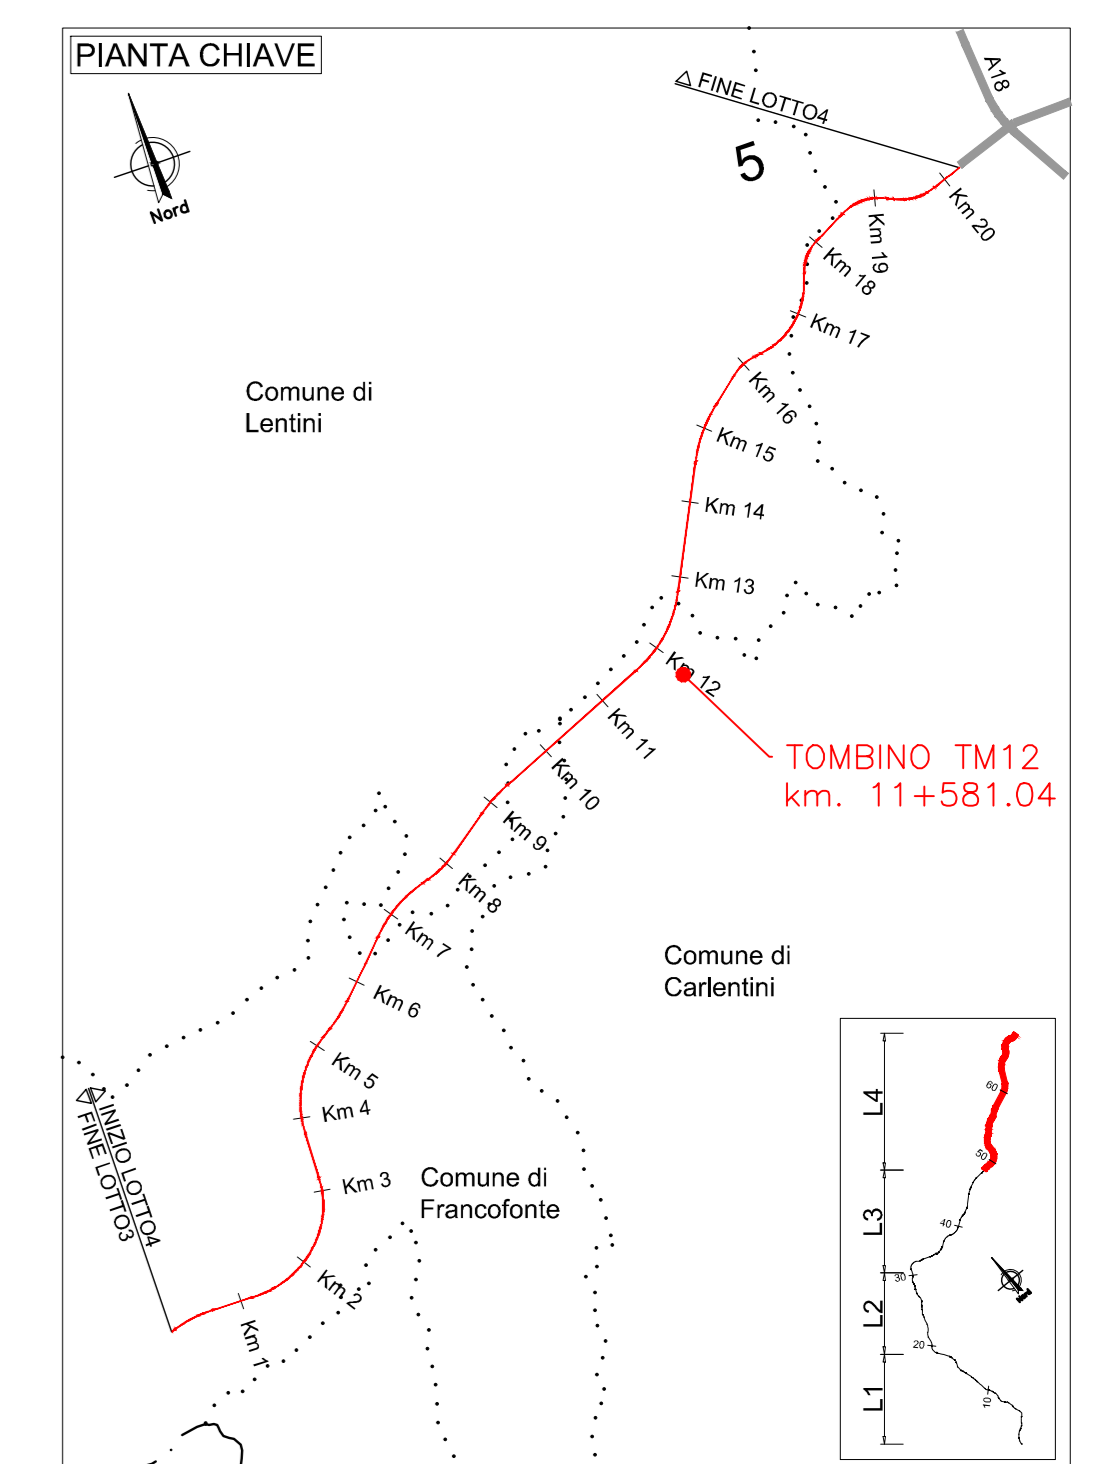 PIANTA CHIAVE
Nord
FINE LOTTO4
A18
5
Km 20
Km 19
Km 18
Km 17
Km 16
Km 15
Km 14
Km 13
Km 12
Km 11
Km 10
Km 9
Km 8
Km 7
Km 6
Km 5
Km 4
Km 3
Km 2
Km 1
Comune di
Lentini
TOMBINO TM12
km. 11+581.04
Comune di
Carlentini
Comune di
Francofonte
INIZIO LOTTO4
FINE LOTTO3
L4
L3
L2
L1
60
50
40
30
20
10